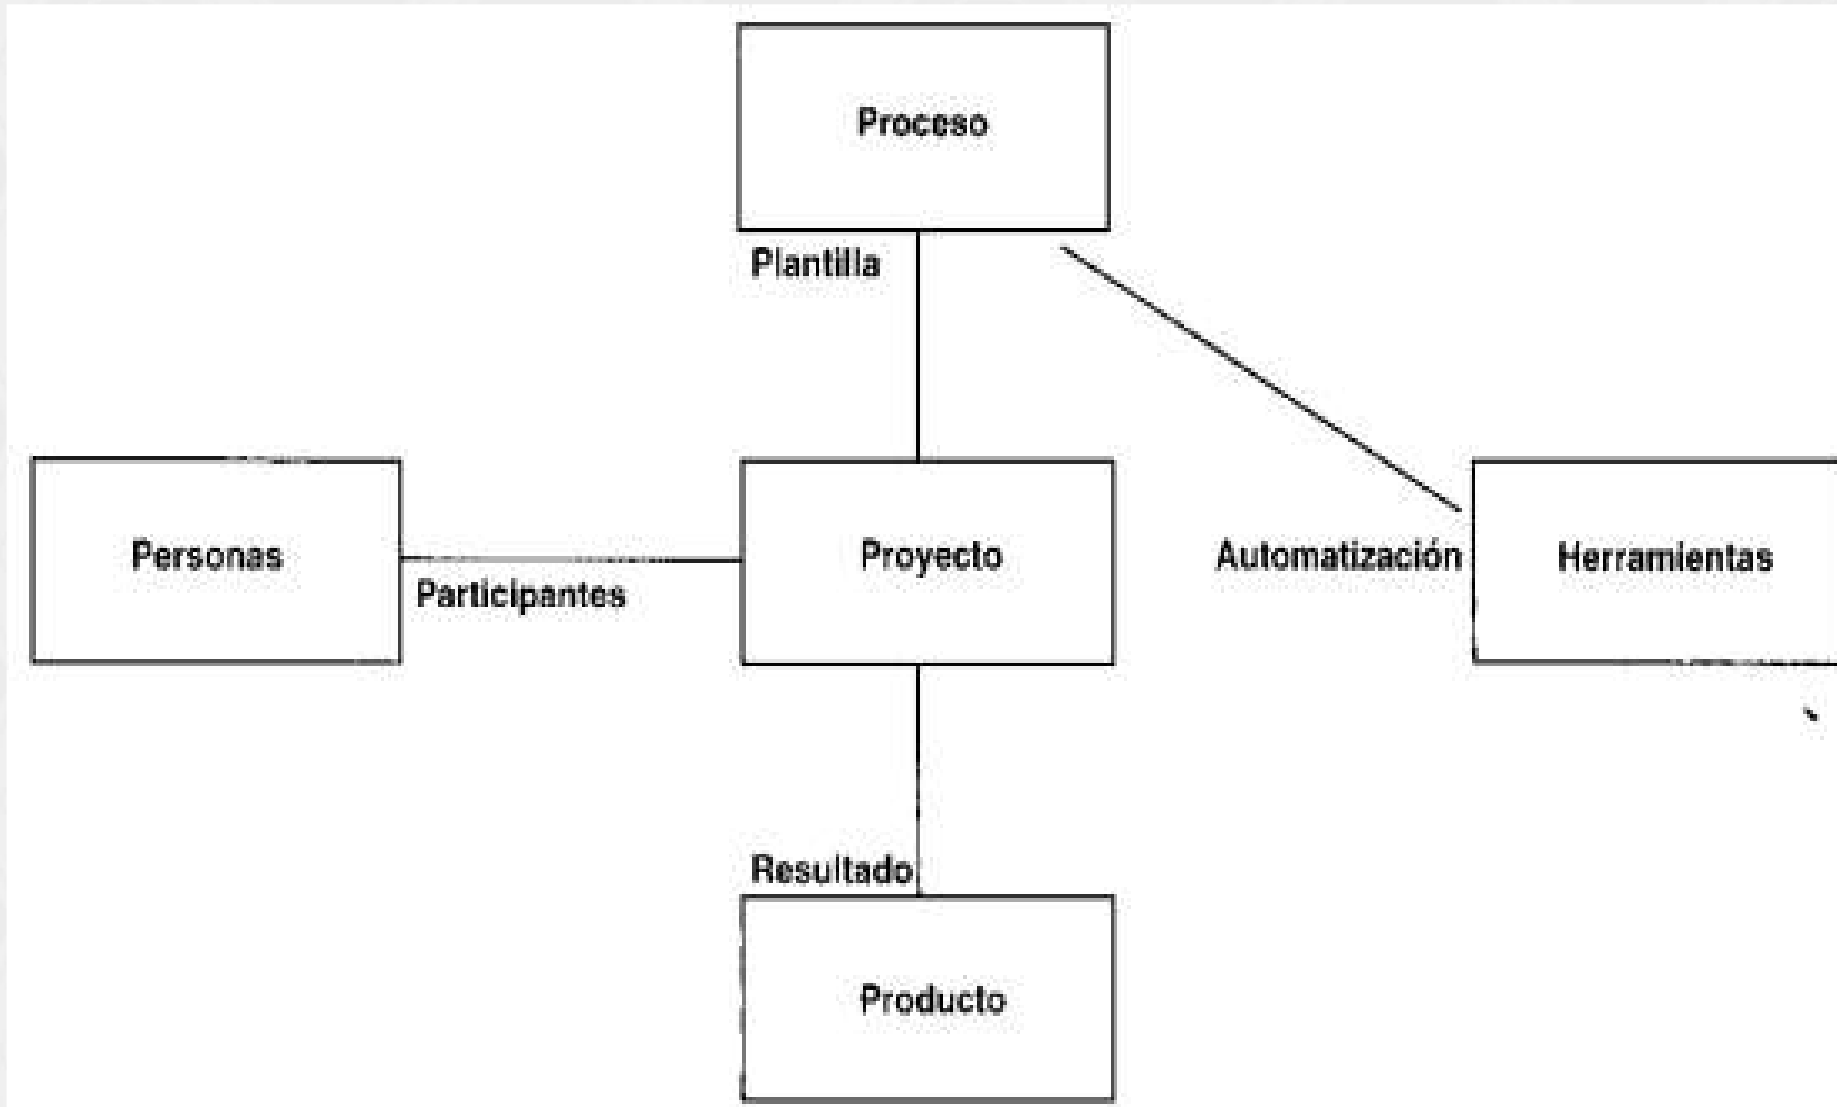 Proceso
Plantilla
Personas
Participantes
Proyecto
Automatización
Herramientas
Resultado
Producto